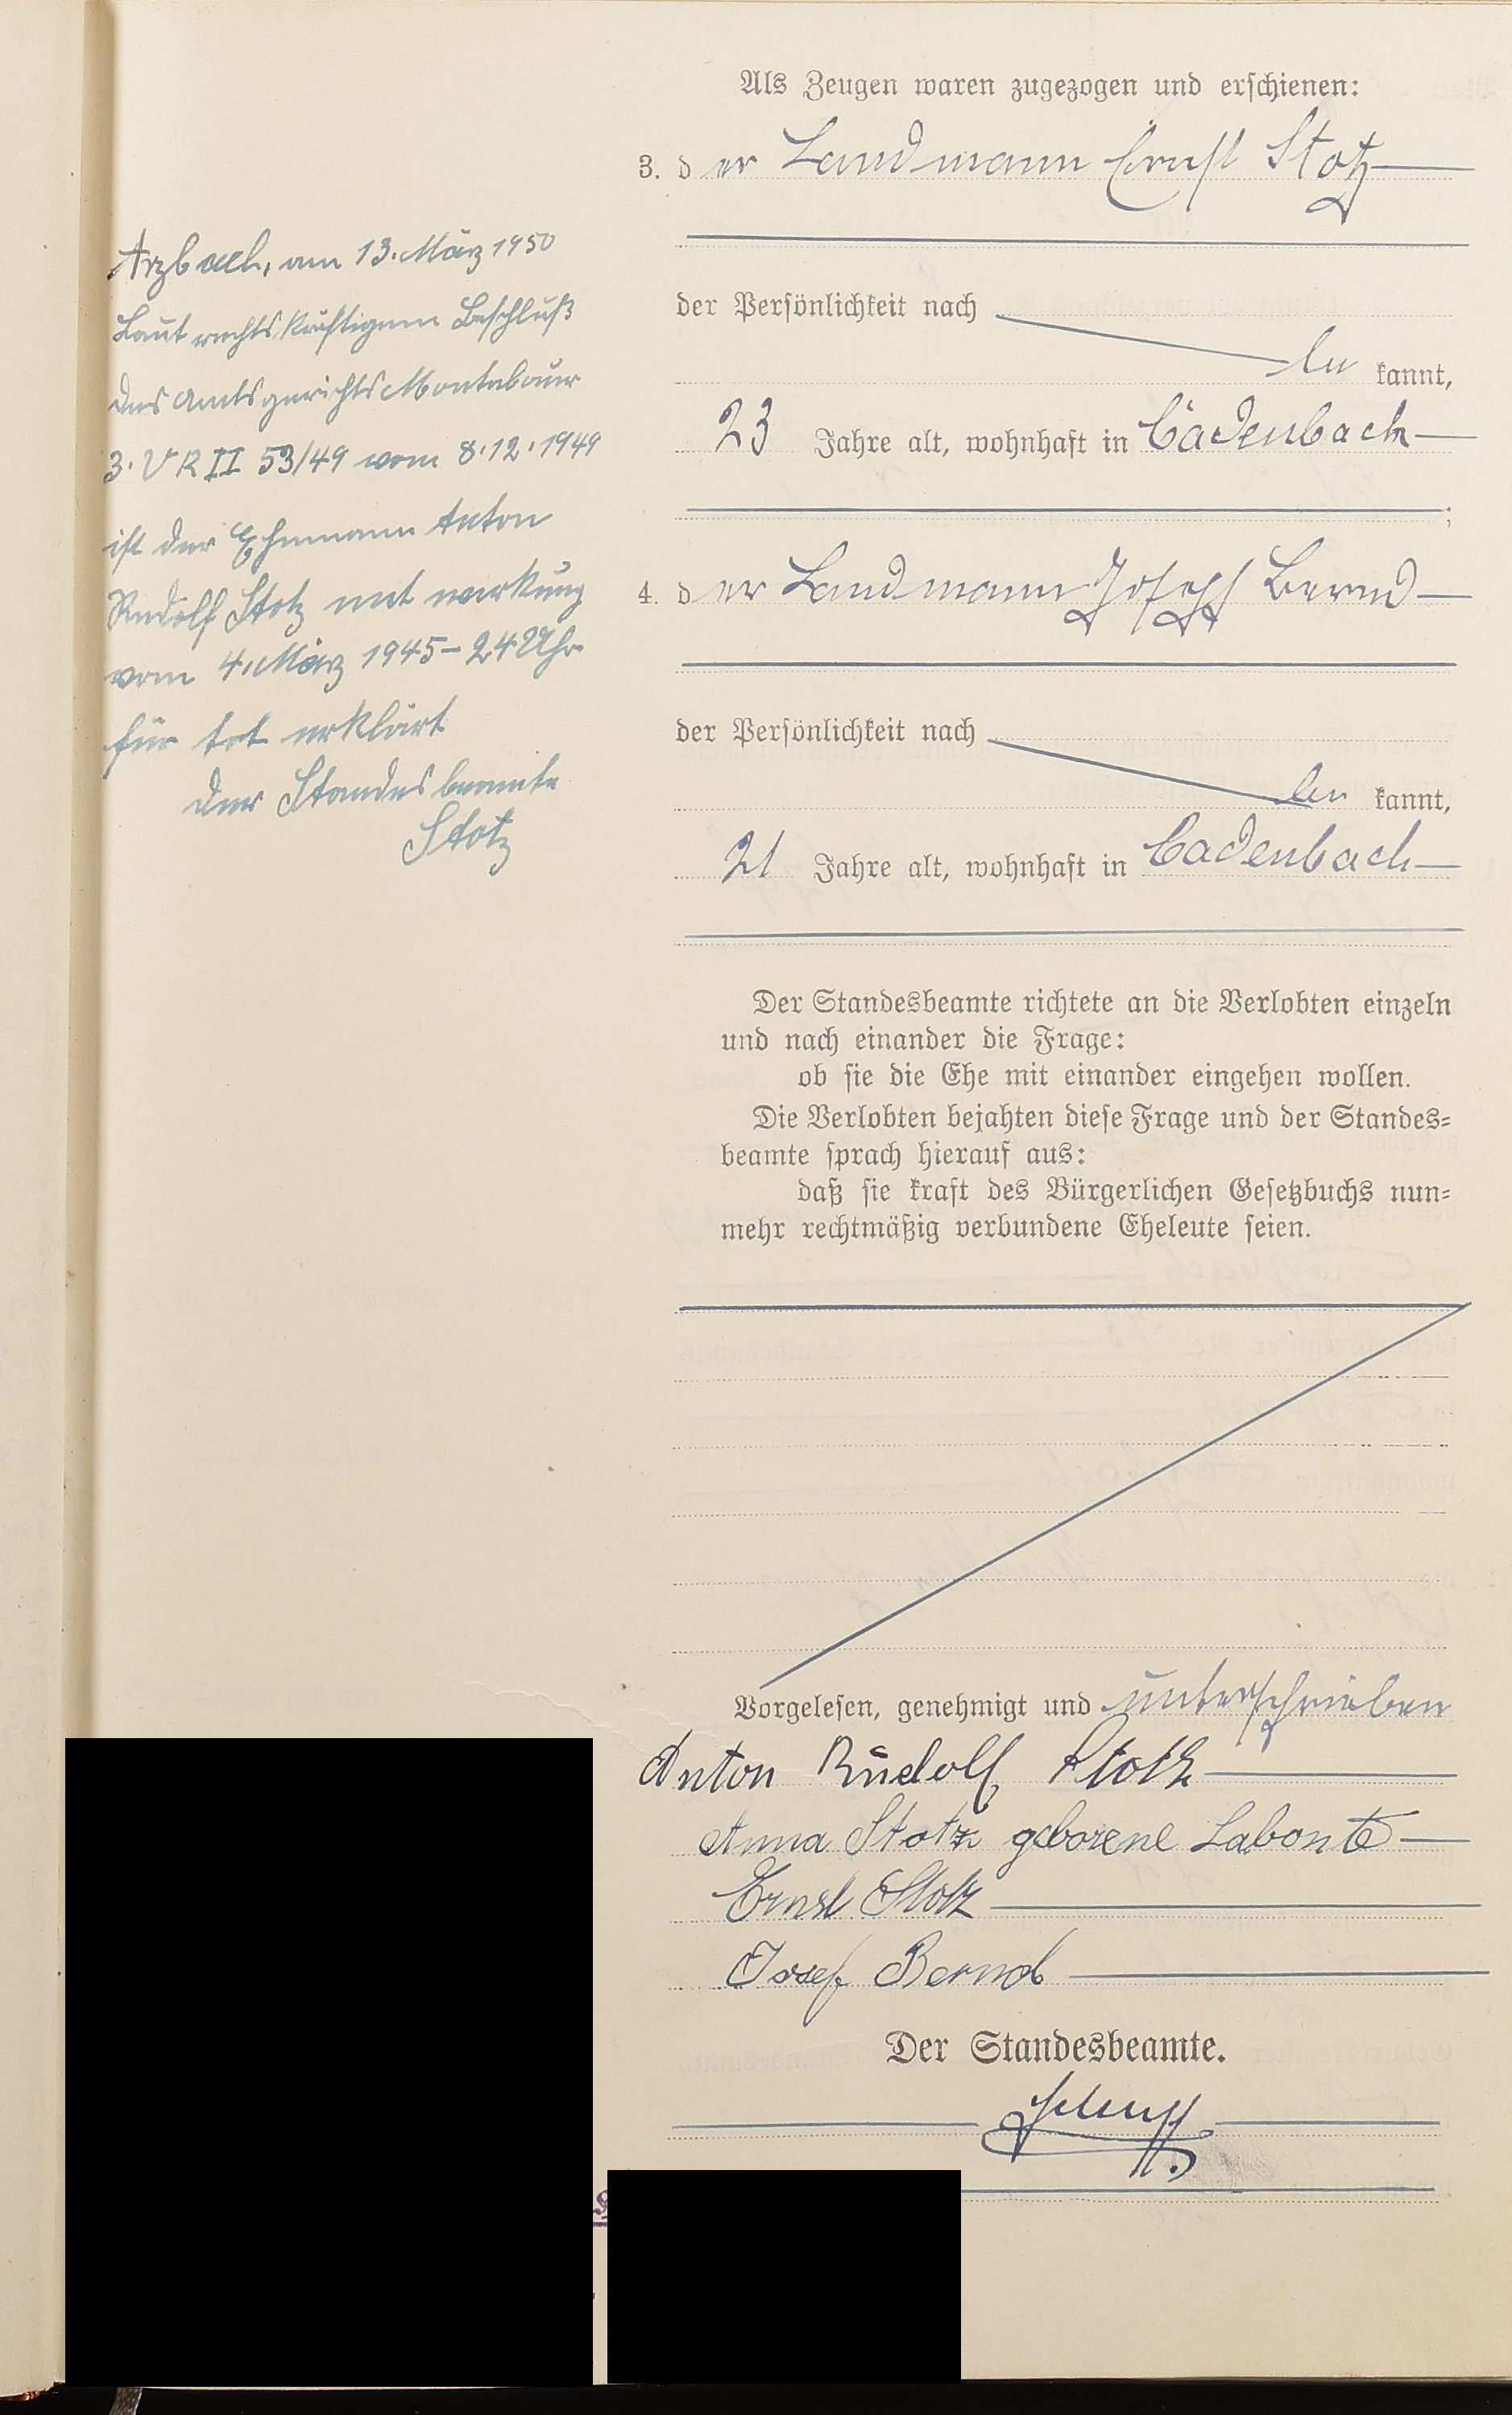 Arzbach, am 13. März 1950
Laut rechtskräftigem Beschluß
des Amtsgerichts Montabaur
3. UR II 53/49 vom 8.12.1949
ist der Ehemann Anton
Rudolf Stotz mit wirkung
vom 4. März 1945 - 24 Uhr
für tot erklärt
Der Standesbeamte
Stotz
Als Zeugen waren zugezogen und erschienen:
3. der Landmann Ernst Stotz
der Persönlichkeit nach
be kannt,
23 Jahre alt, wohnhaft in Cadenbach
;
4. der Landmann Joseph Bernd
der Persönlichkeit nach
be kannt,
21 Jahre alt, wohnhaft in Cadenbach
Der Standesbeamte richtete an die Verlobten einzeln
und nach einander die Frage:
ob sie die Ehe mit einander eingehen wollen.
Die Verlobten bejahten diese Frage und der Standes=
beamte sprach hierauf aus:
daß sie kraft des Bürgerlichen Gesetzbuchs nun=
mehr rechtmäßig verbundene Eheleute seien.
Vorgelesen, genehmigt und unterschrieben
Anton Rudolf Stotz
Anna Stotz geborene Labonte
Ernst Stotz
Josef Bernd
Der Standesbeamte.